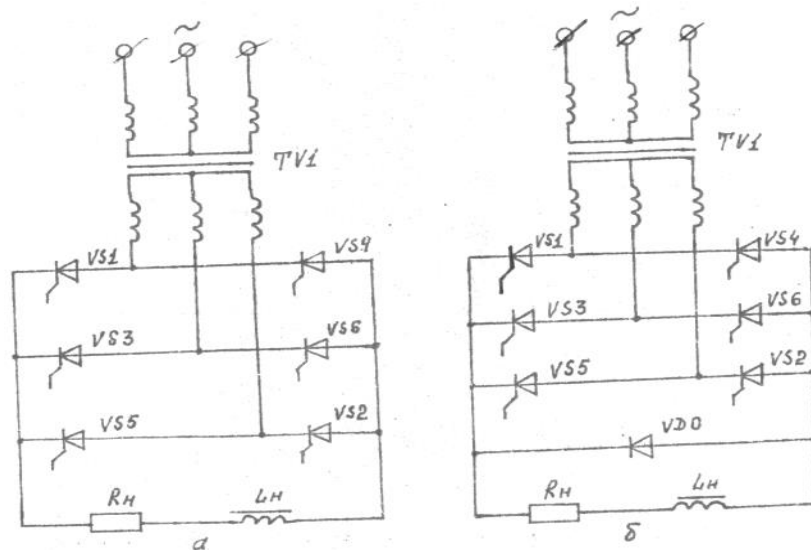 ~
~
TV1
TV1
VS1
VS4
VS1
VS4
VS3
VS6
VS3
VS6
VS5
VS2
VS5
VS2
VD0
Rн
Lн
Rн
Lн
а
б